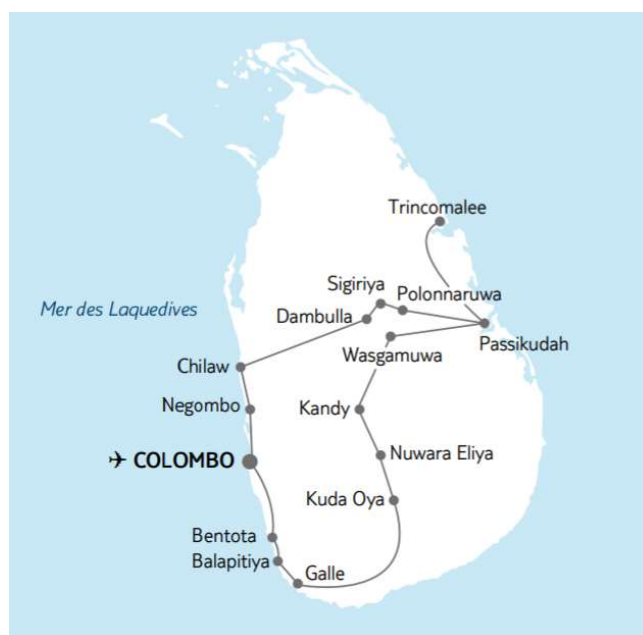 Trincomalee
Sigiriya
Polonnaruwa
Mer des Laquedives
Dambulla
Passikudah
Wasgamuwa
Chilaw
Negombo
Kandy
Nuwara Eliya
COLOMBO
Kuda Oya
Bentota
Balapitiya
Galle